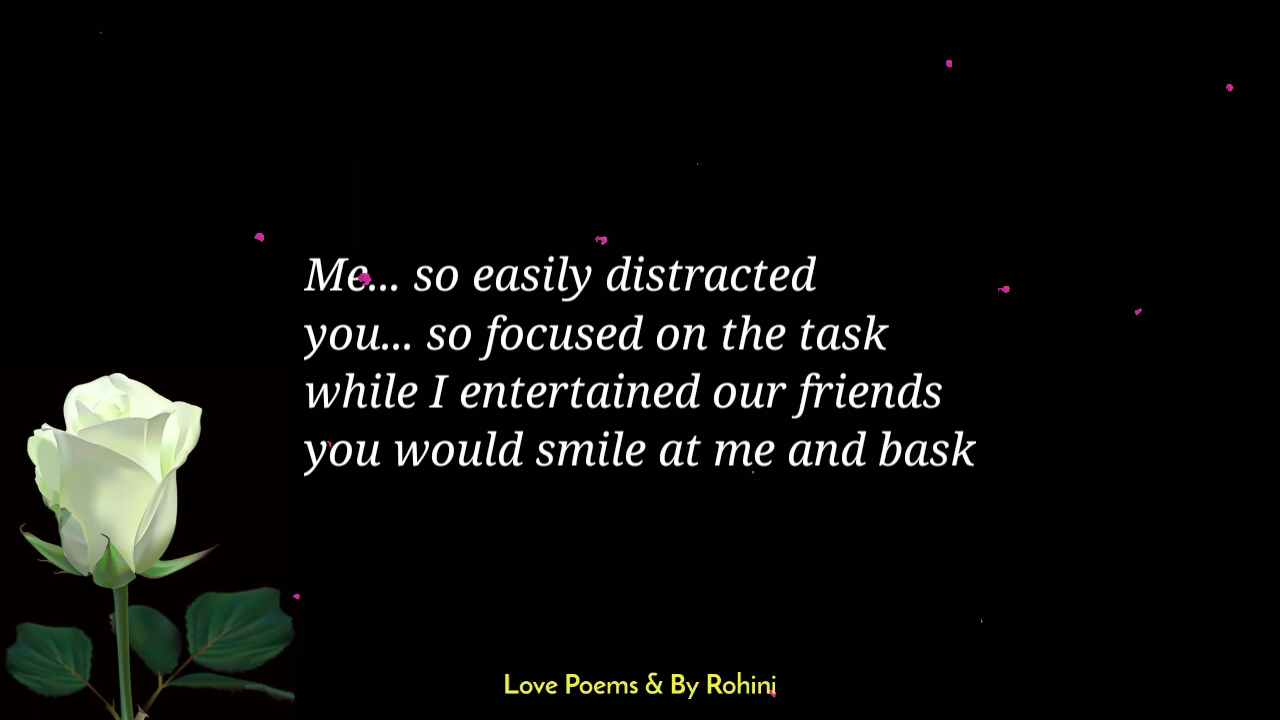 Me... so easily distracted
you... so focused on the task
while I entertained our friends
you would smile at me and bask
Love Poems & By Rohini